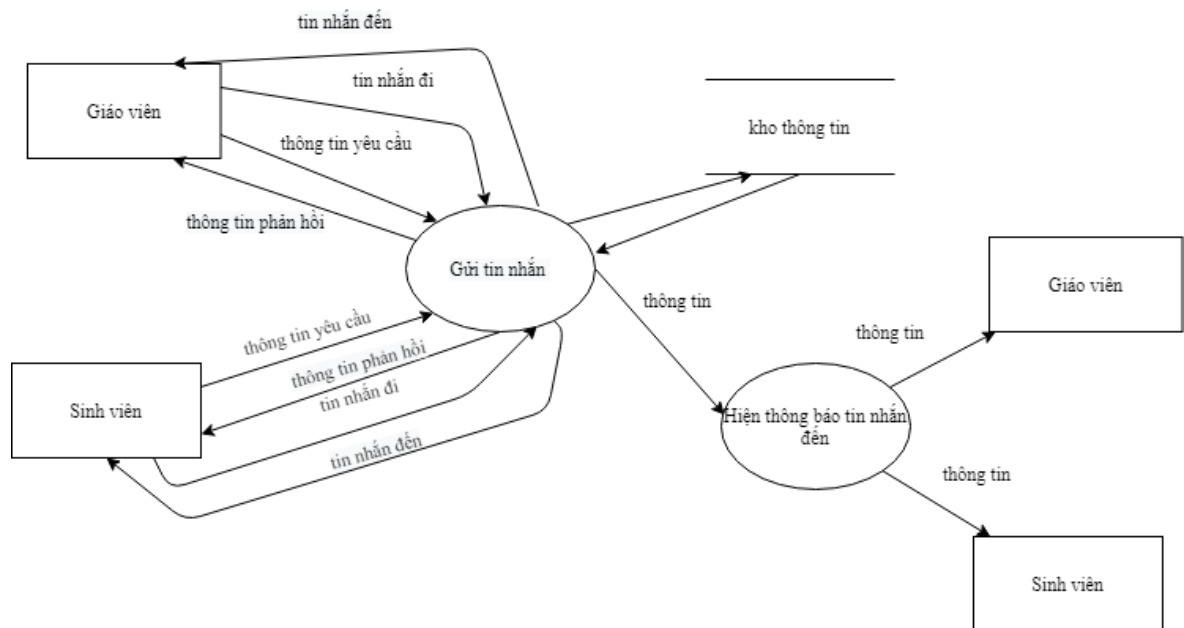 tin nhắn đến
tin nhắn đi
Giáo viên
kho thông tin
thông tin yêu cầu
thông tin phản hồi
Gửi tin nhắn
Giáo viên
thông tin
thông tin yêu cầu
thông tin
thông tin phản hồi
tin nhắn đi
Sinh viên
Hiện thông báo tin nhắn
đến
tin nhắn đến
thông tin
Sinh viên